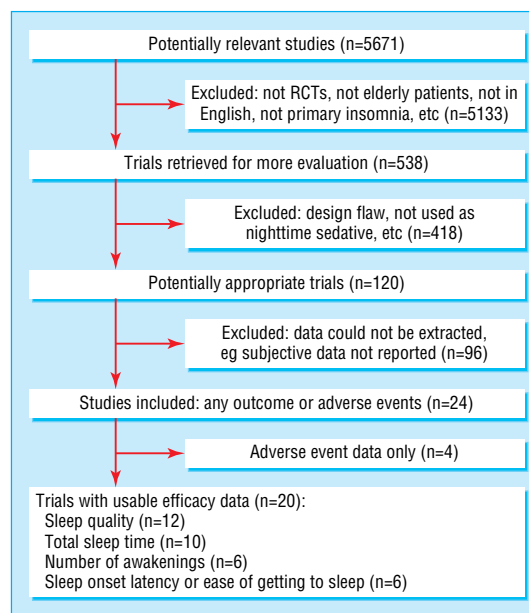 Potentially relevant studies (n=5671)
Excluded: not RCTs, not elderly patients, not in
English, not primary insomnia, etc (n=5133)
Trials retrieved for more evaluation (n=538)
Excluded: design flaw, not used as
nighttime sedative, etc (n=418)
Potentially appropriate trials (n=120)
Excluded: data could not be extracted,
eg subjective data not reported (n=96)
Studies included: any outcome or adverse events (n=24)
Adverse event data only (n=4)
Trials with usable efficacy data (n=20):
Sleep quality (n=12)
Total sleep time (n=10)
Number of awakenings (n=6)
Sleep onset latency or ease of getting to sleep (n=6)